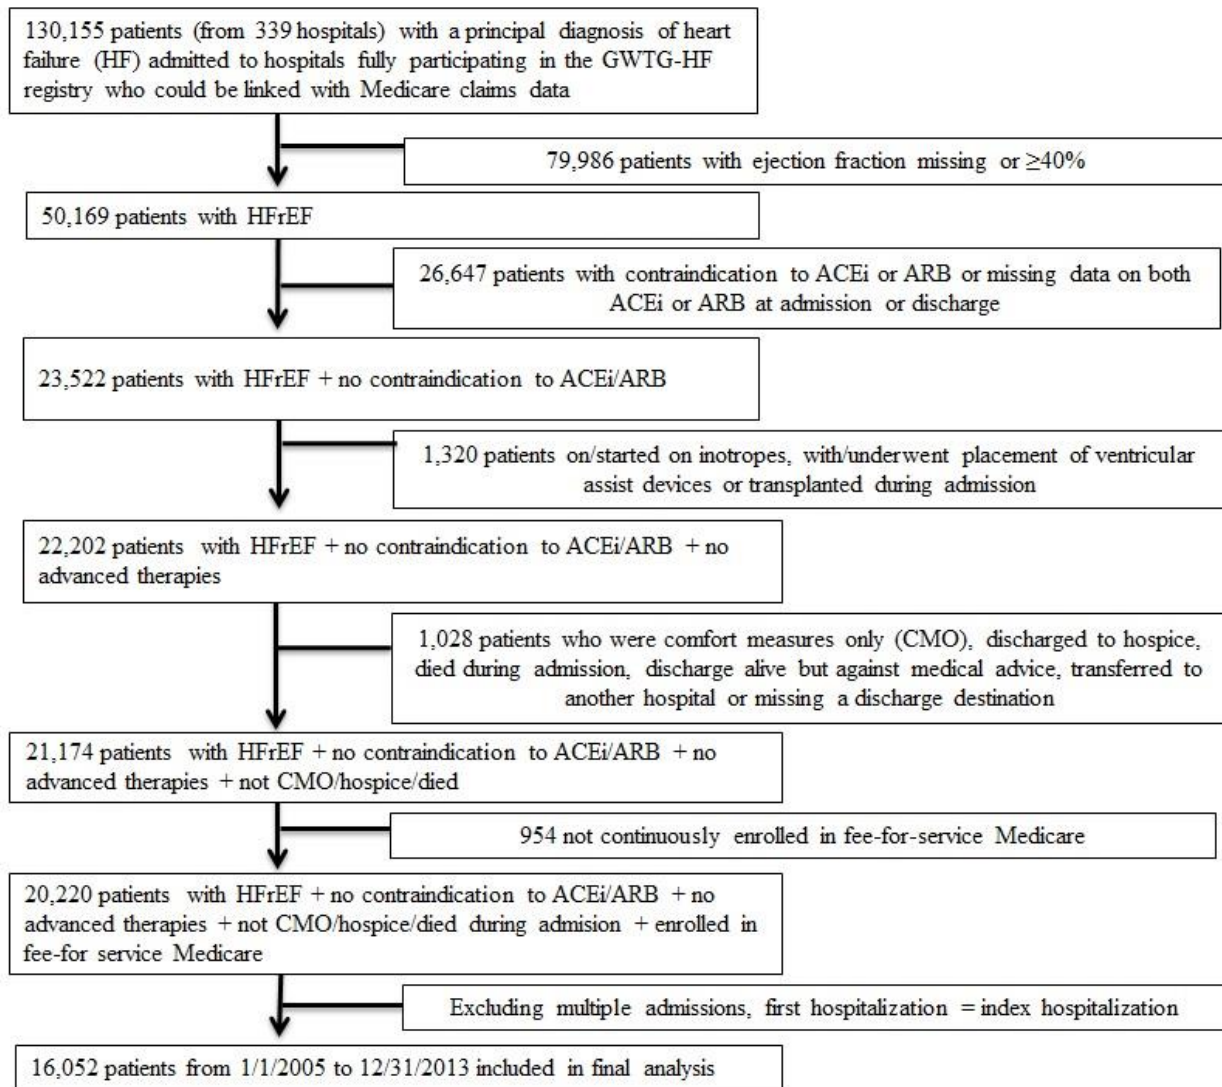 130,155 patients (from 339 hospitals) with a principal diagnosis of heart
failure (HF) admitted to hospitals fully participating in the GWTG-HF
registry who could be linked with Medicare claims data
79,986 patients with ejection fraction missing or ≥40%
50,169 patients with HFrEF
26,647 patients with contraindication to ACEi or ARB or missing data on both
ACEi or ARB at admission or discharge
23,522 patients with HFrEF + no contraindication to ACEi/ARB
1,320 patients on/started on inotropes, with/underwent placement of ventricular
assist devices or transplanted during admission
22,202 patients with HFrEF + no contraindication to ACEi/ARB + no
advanced therapies
1,028 patients who were comfort measures only (CMO), discharged to hospice,
died during admission, discharge alive but against medical advice, transferred to
another hospital or missing a discharge destination
21,174 patients with HFrEF + no contraindication to ACEi/ARB + no
advanced therapies + not CMO/hospice/died
954 not continuously enrolled in fee-for-service Medicare
20,220 patients with HFrEF + no contraindication to ACEi/ARB + no
advanced therapies + not CMO/hospice/died during admision + enrolled in
fee-for service Medicare
Excluding multiple admissions, first hospitalization = index hospitalization
16,052 patients from 1/1/2005 to 12/31/2013 included in final analysis